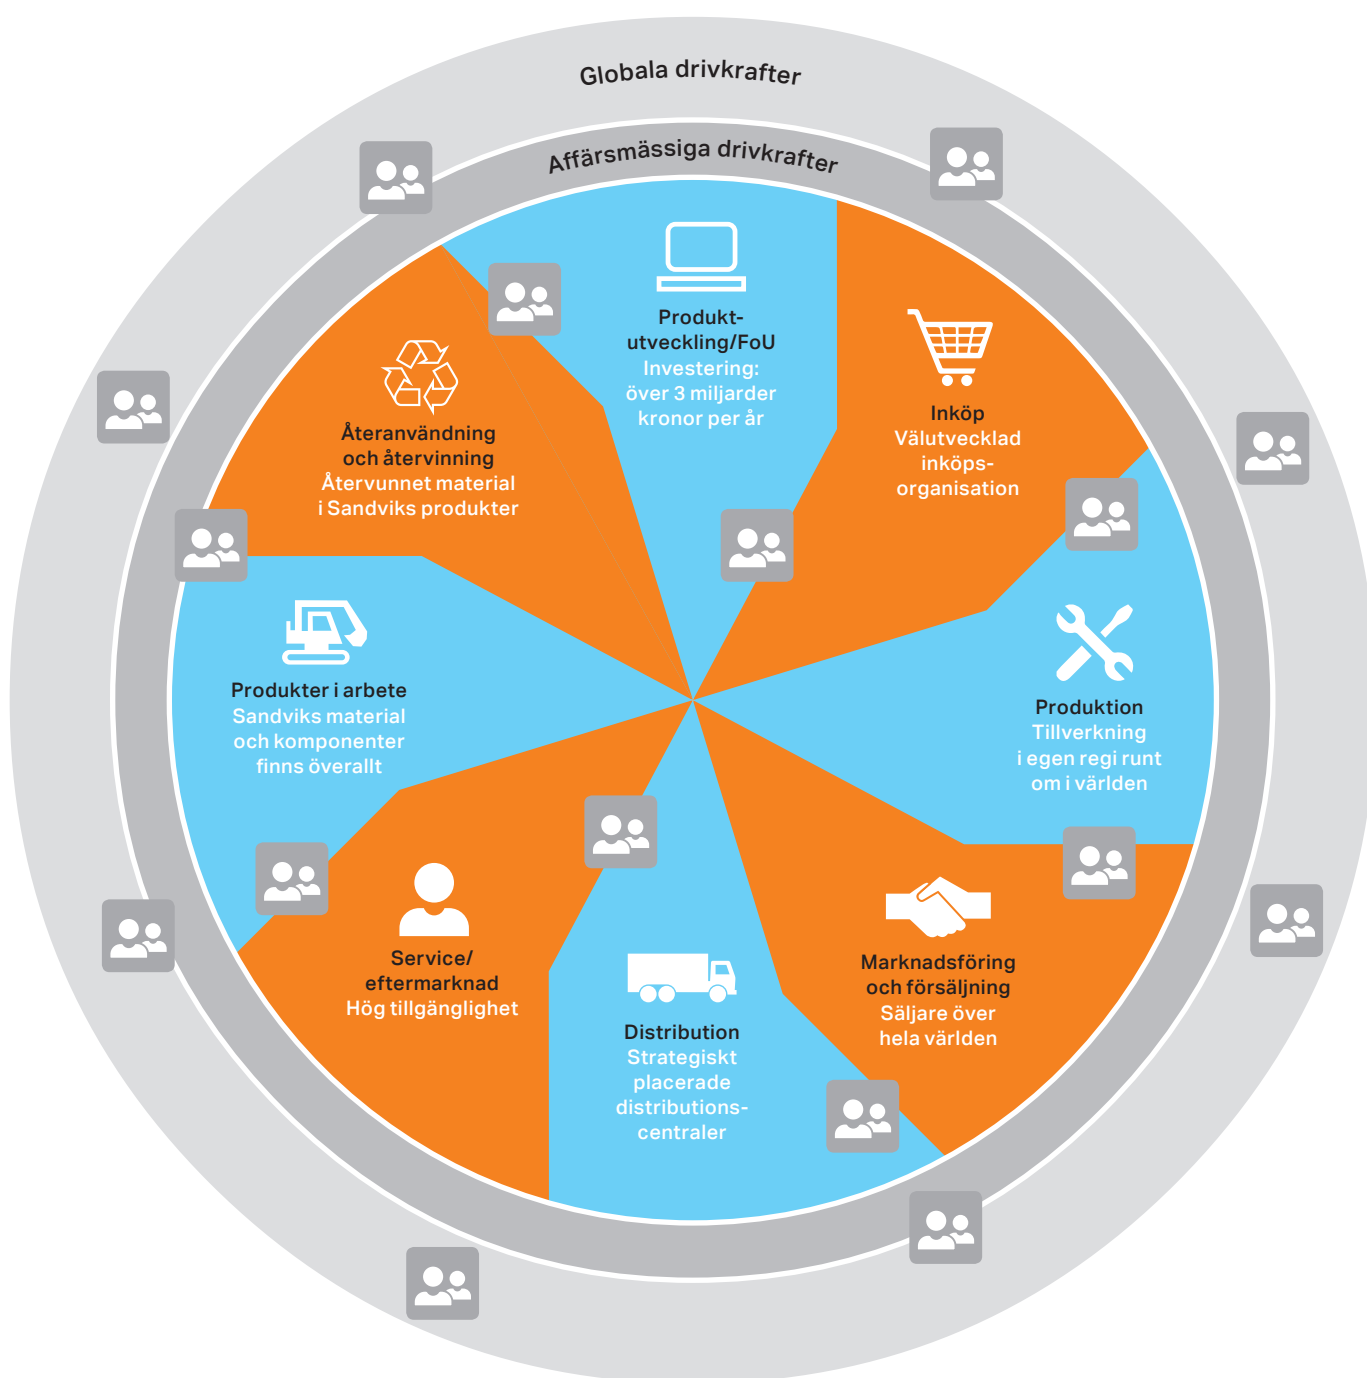 Globala drivkrafter
Affärsmässiga drivkrafter
Produkt-
utveckling/FoU
Investering:
över 3 miljarder
kronor per år
Inköp
Välutvecklad
inköps-
organisation
Produktion
Tillverkning
i egen regi runt
om i världen
Marknadsföring
och försäljning
Säljare över
hela världen
Distribution
Strategiskt
placerade
distributions-
centraler
Service/
eftermarknad
Hög tillgänglighet
Produkter i arbete
Sandviks material
och komponenter
finns överallt
Återanvändning
och återvinning
Återvunnet material
i Sandviks produkter